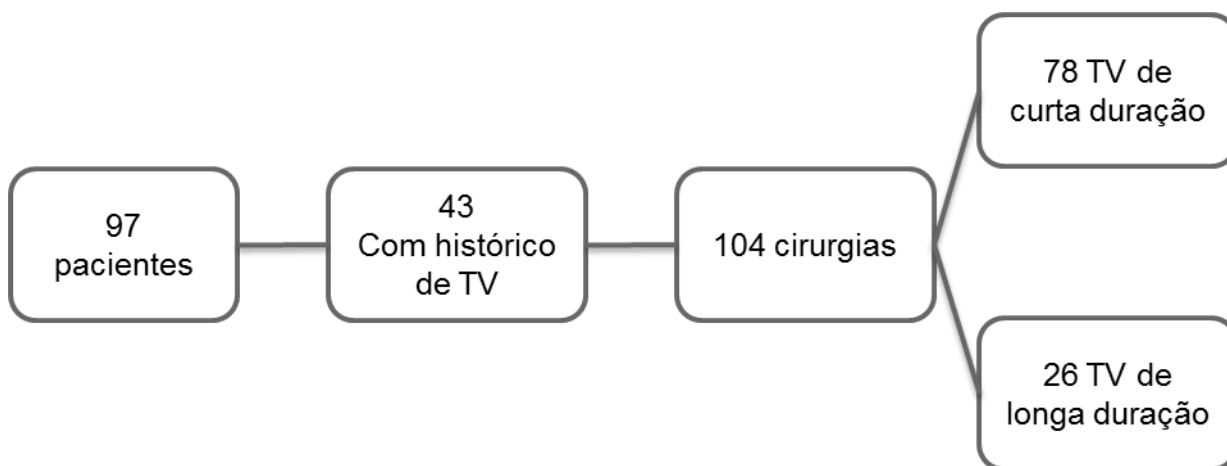 97
pacientes
43
Com histórico
de TV
104 cirurgias
78 TV de
curta duração
26 TV de
longa duração